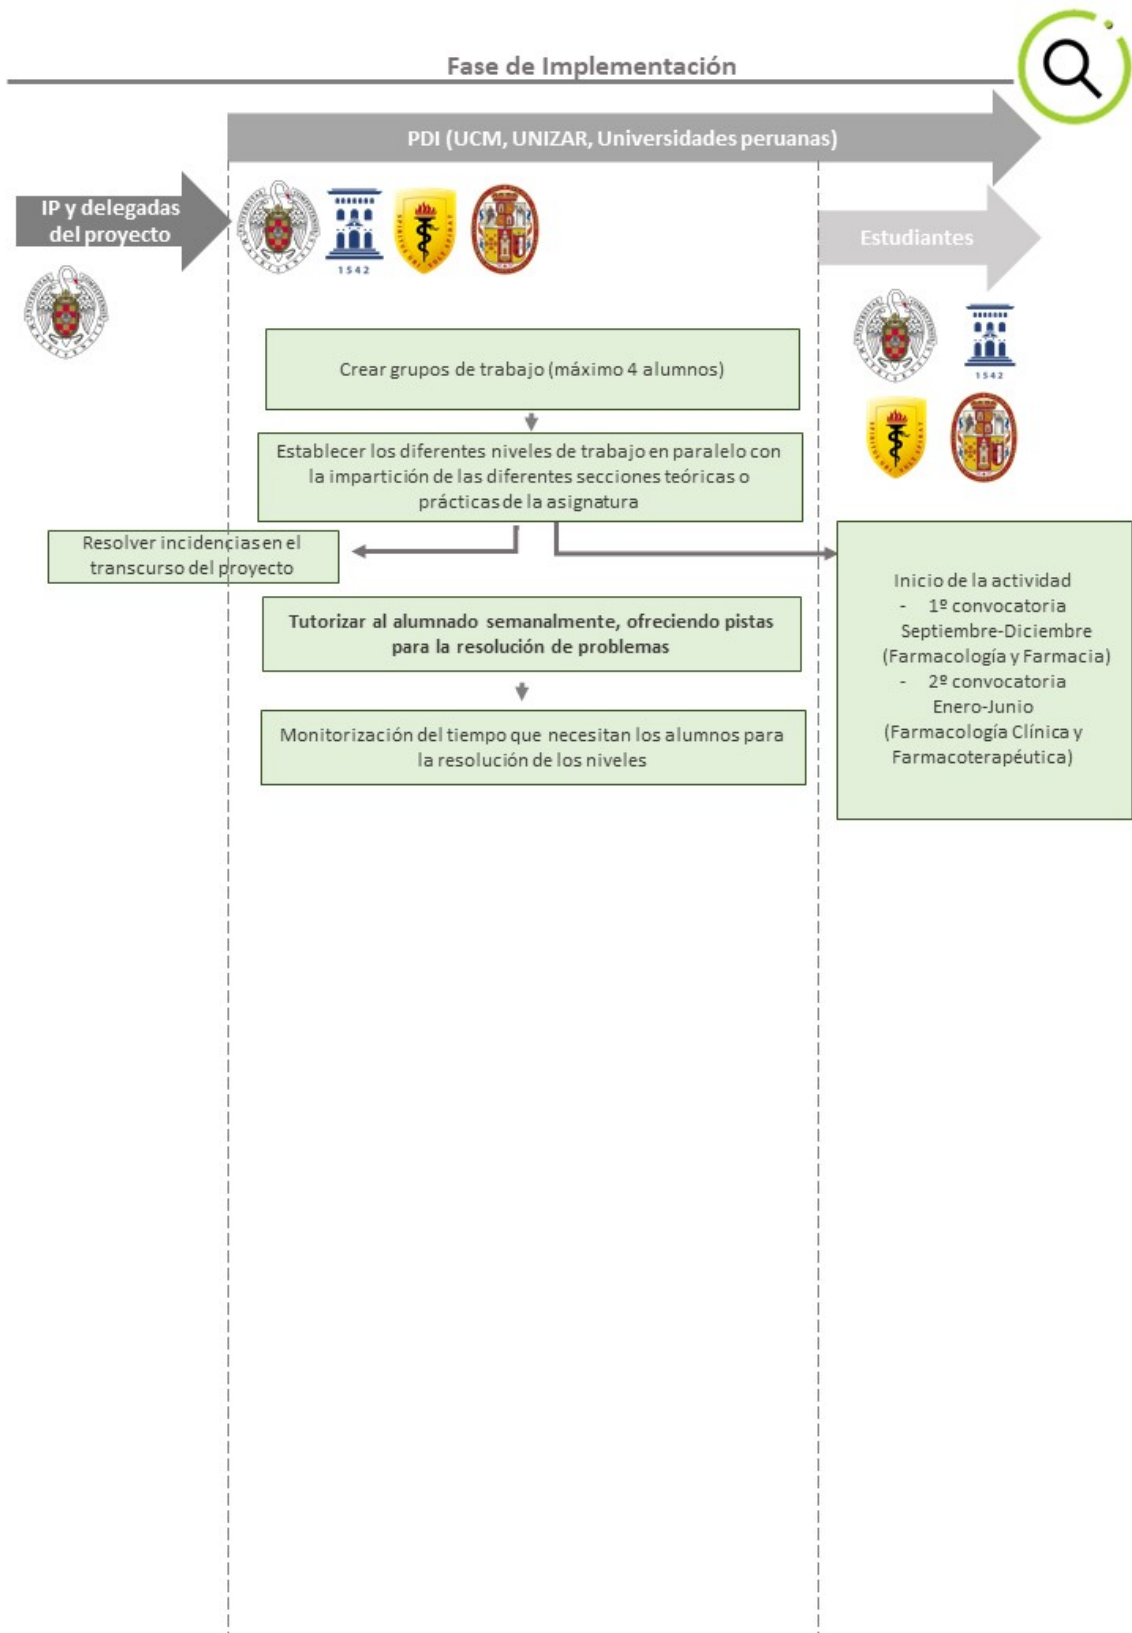 Fase de Implementación
PDI (UCM, UNIZAR, Universidades peruanas)
IP y delegadas
del proyecto
1542
Estudiantes
1542
Crear grupos de trabajo (máximo 4 alumnos)
Establecer los diferentes niveles de trabajo en paralelo con
la impartición de las diferentes secciones teóricas o
prácticas de la asignatura
Resolver incidencias en el
transcurso del proyecto
Inicio de la actividad
- 1º convocatoria
Septiembre-Diciembre
(Farmacología y Farmacia)
- 2º convocatoria
Enero-Junio
(Farmacología Clínica y
Farmacoterapéutica)
Tutorizar al alumnado semanalmente, ofreciendo pistas
para la resolución de problemas
Monitorización del tiempo que necesitan los alumnos para
la resolución de los niveles